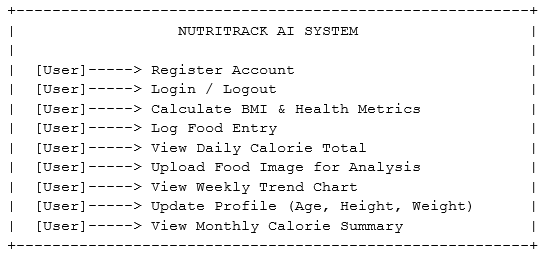 +---------------------------------------------------------+
|                  NUTRITRACK AI SYSTEM                   |
|                                                         |
|  [User]-----> Register Account                          |
|  [User]-----> Login / Logout                            |
|  [User]-----> Calculate BMI & Health Metrics            |
|  [User]-----> Log Food Entry                            |
|  [User]-----> View Daily Calorie Total                  |
|  [User]-----> Upload Food Image for Analysis            |
|  [User]-----> View Weekly Trend Chart                   |
|  [User]-----> Update Profile (Age, Height, Weight)      |
|  [User]-----> View Monthly Calorie Summary              |
+---------------------------------------------------------+